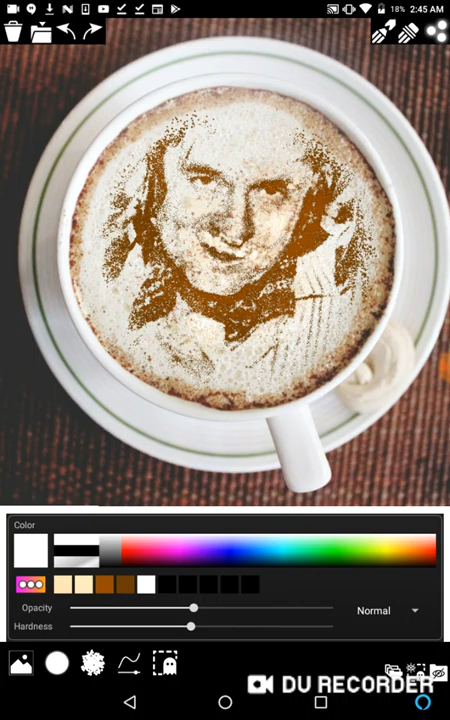 18% 2:45 AM
Color
Opacity
Normal
Hardness
DU RECORDER